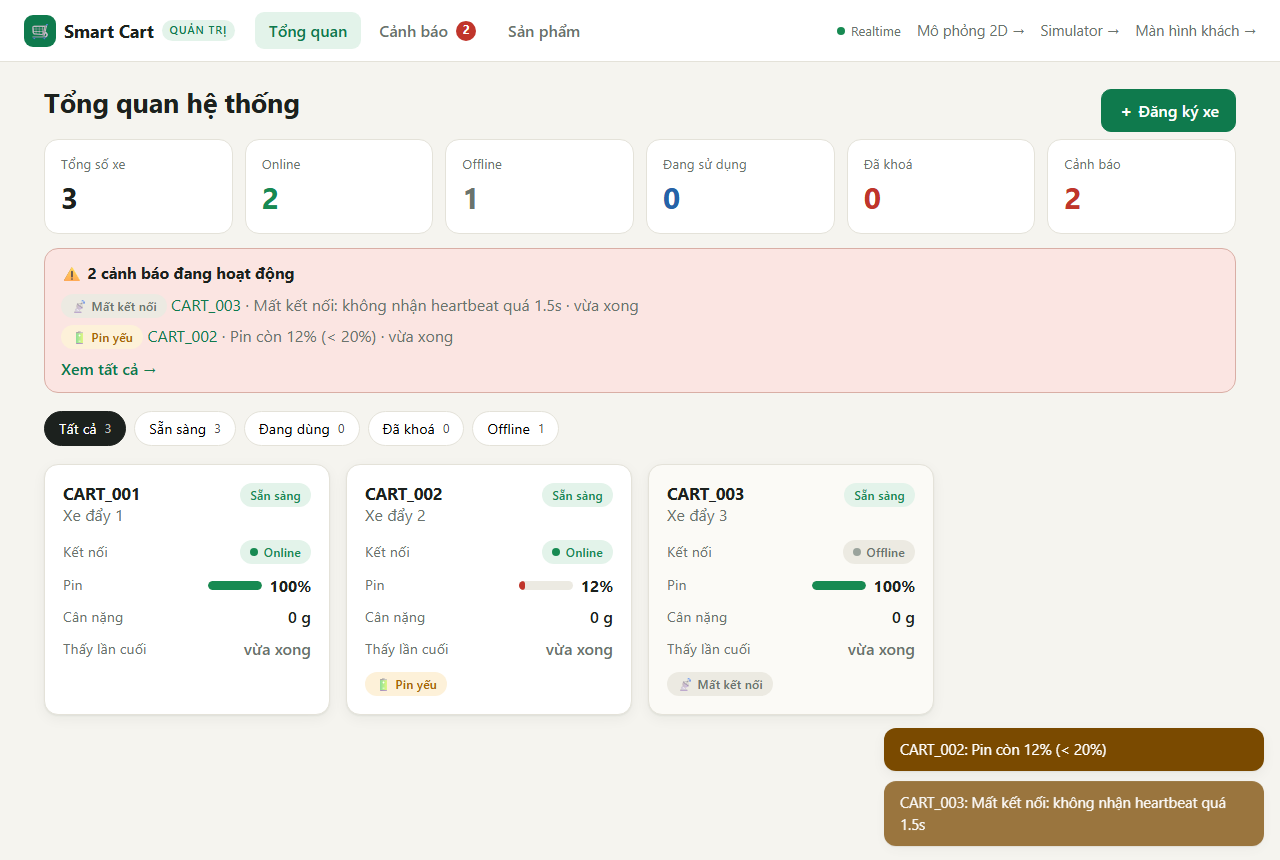 Smart Cart QUẢN TRỊ Tổng quan Cảnh báo 2 Sản phẩm Realtime Mô phỏng 2D → Simulator → Màn hình khách →
Tổng quan hệ thống
+ Đăng ký xe
Tổng số xe Online Offline Đang sử dụng Đã khoá Cảnh báo
3 2 1 0 0 2
2 cảnh báo đang hoạt động
Mất kết nối CART_003 · Mất kết nối: không nhận heartbeat quá 1.5s · vừa xong
Pin yếu CART_002 · Pin còn 12% (< 20%) · vừa xong
Xem tất cả →
Tất cả 3 Sẵn sàng 3 Đang dùng 0 Đã khoá 0 Offline 1
CART_001 Sẵn sàng
Xe đẩy 1
Kết nối Online
Pin 100%
Cân nặng 0 g
Thấy lần cuối vừa xong
CART_002 Sẵn sàng
Xe đẩy 2
Kết nối Online
Pin 12%
Cân nặng 0 g
Thấy lần cuối vừa xong
Pin yếu
CART_003 Sẵn sàng
Xe đẩy 3
Kết nối Offline
Pin 100%
Cân nặng 0 g
Thấy lần cuối vừa xong
Mất kết nối
CART_002: Pin còn 12% (< 20%)
CART_003: Mất kết nối: không nhận heartbeat quá
1.5s